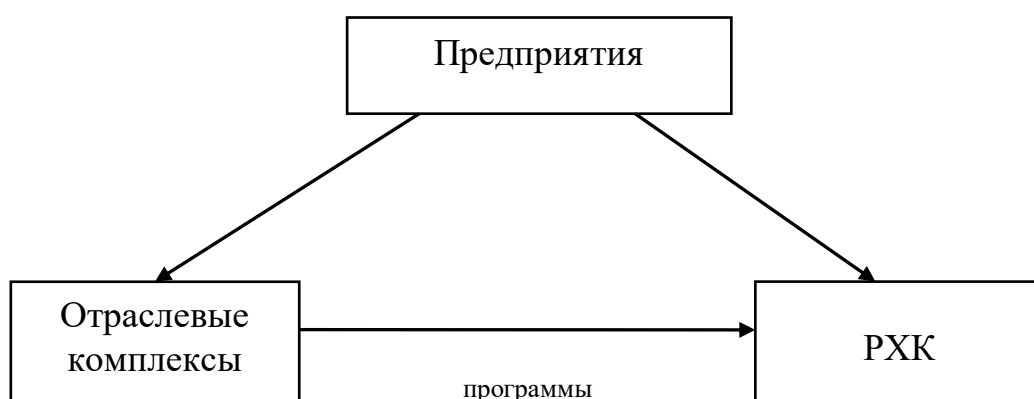 Предприятия
Отраслевые
комплексы
РХК
программы